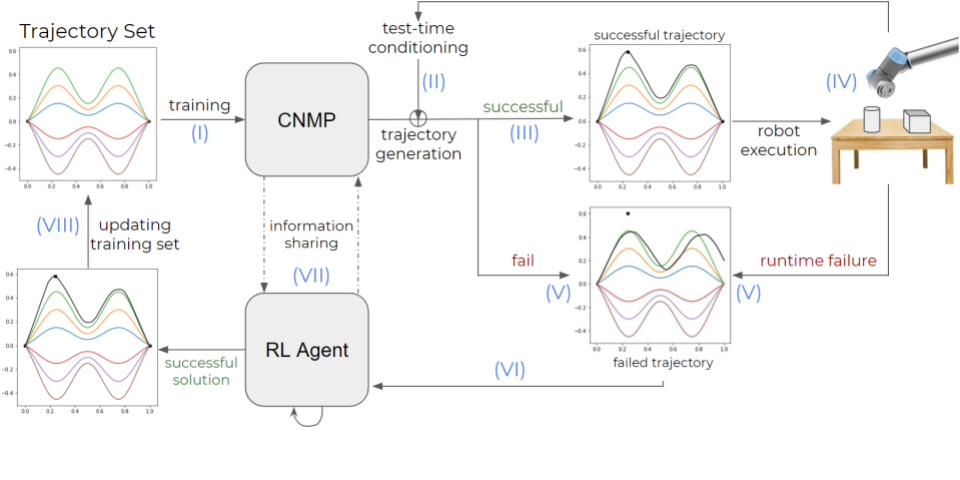 Trajectory Set
0.6
0.4
0.2
0.0
−0.2
−0.4
0.0 0.2 0.4 0.6 0.8 1.0
training
(I)
CNMP
test-time
conditioning
(II)
trajectory
generation
successful
(III)
successful trajectory
0.6
0.4
0.2
0.0
−0.2
−0.4
0.0 0.2 0.4 0.6 0.8 1.0
robot
execution
(IV)
fail
(V)
0.6
0.4
0.2
0.0
−0.2
−0.4
0.0 0.2 0.4 0.6 0.8 1.0
failed trajectory
runtime failure
(V)
(VI)
information
sharing
(VII)
RL Agent
successful
solution
0.6
0.4
0.2
0.0
−0.2
−0.4
0.0 0.2 0.4 0.6 0.8 1.0
(VIII)
updating
training set